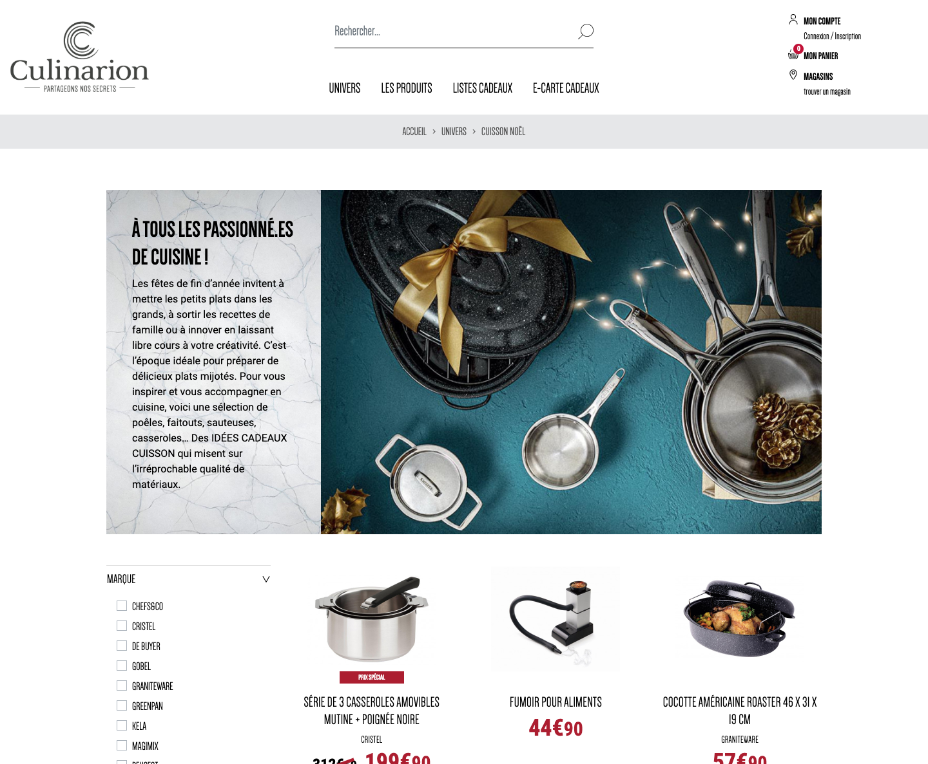 Culinarion
PARTAGEONS NOS SECRETS
Rechercher...
MON COMPTE
Connexion / Inscription
0
MON PANIER
MAGASINS
trouver un magasin
UNIVERS
LES PRODUITS
LISTES CADEAUX
E-CARTE CADEAUX
ACCUEIL > UNIVERS > CUISSON NOËL
À TOUS LES PASSIONNÉ.ES
DE CUISINE !
Les fêtes de fin d'année invitent à
mettre les petits plats dans les
grands, à sortir les recettes de
famille ou à innover en laissant
libre cours à votre créativité. C'est
l'époque idéale pour préparer de
délicieux plats mijotés. Pour vous
inspirer et vous accompagner en
cuisine, voici une sélection de
poêles, faitouts, sauteuses,
casseroles... Des IDÉES CADEAUX
CUISSON qui misent sur
l'irréprochable qualité de
matériaux.
MARQUE
CHEFS&CO
CRISTEL
DE BUYER
GOBEL
GRANITEWARE
GREENPAN
KELA
MAGIMIX
PRIX SPÉCIAL
SÉRIE DE 3 CASSEROLES AMOVIBLES
MUTINE + POIGNÉE NOIRE
CRISTEL
199€90
FUMOIR POUR ALIMENTS
44€90
COCOTTE AMÉRICAINE ROASTER 46 X 31 X
19 CM
GRANITEWARE
57€90